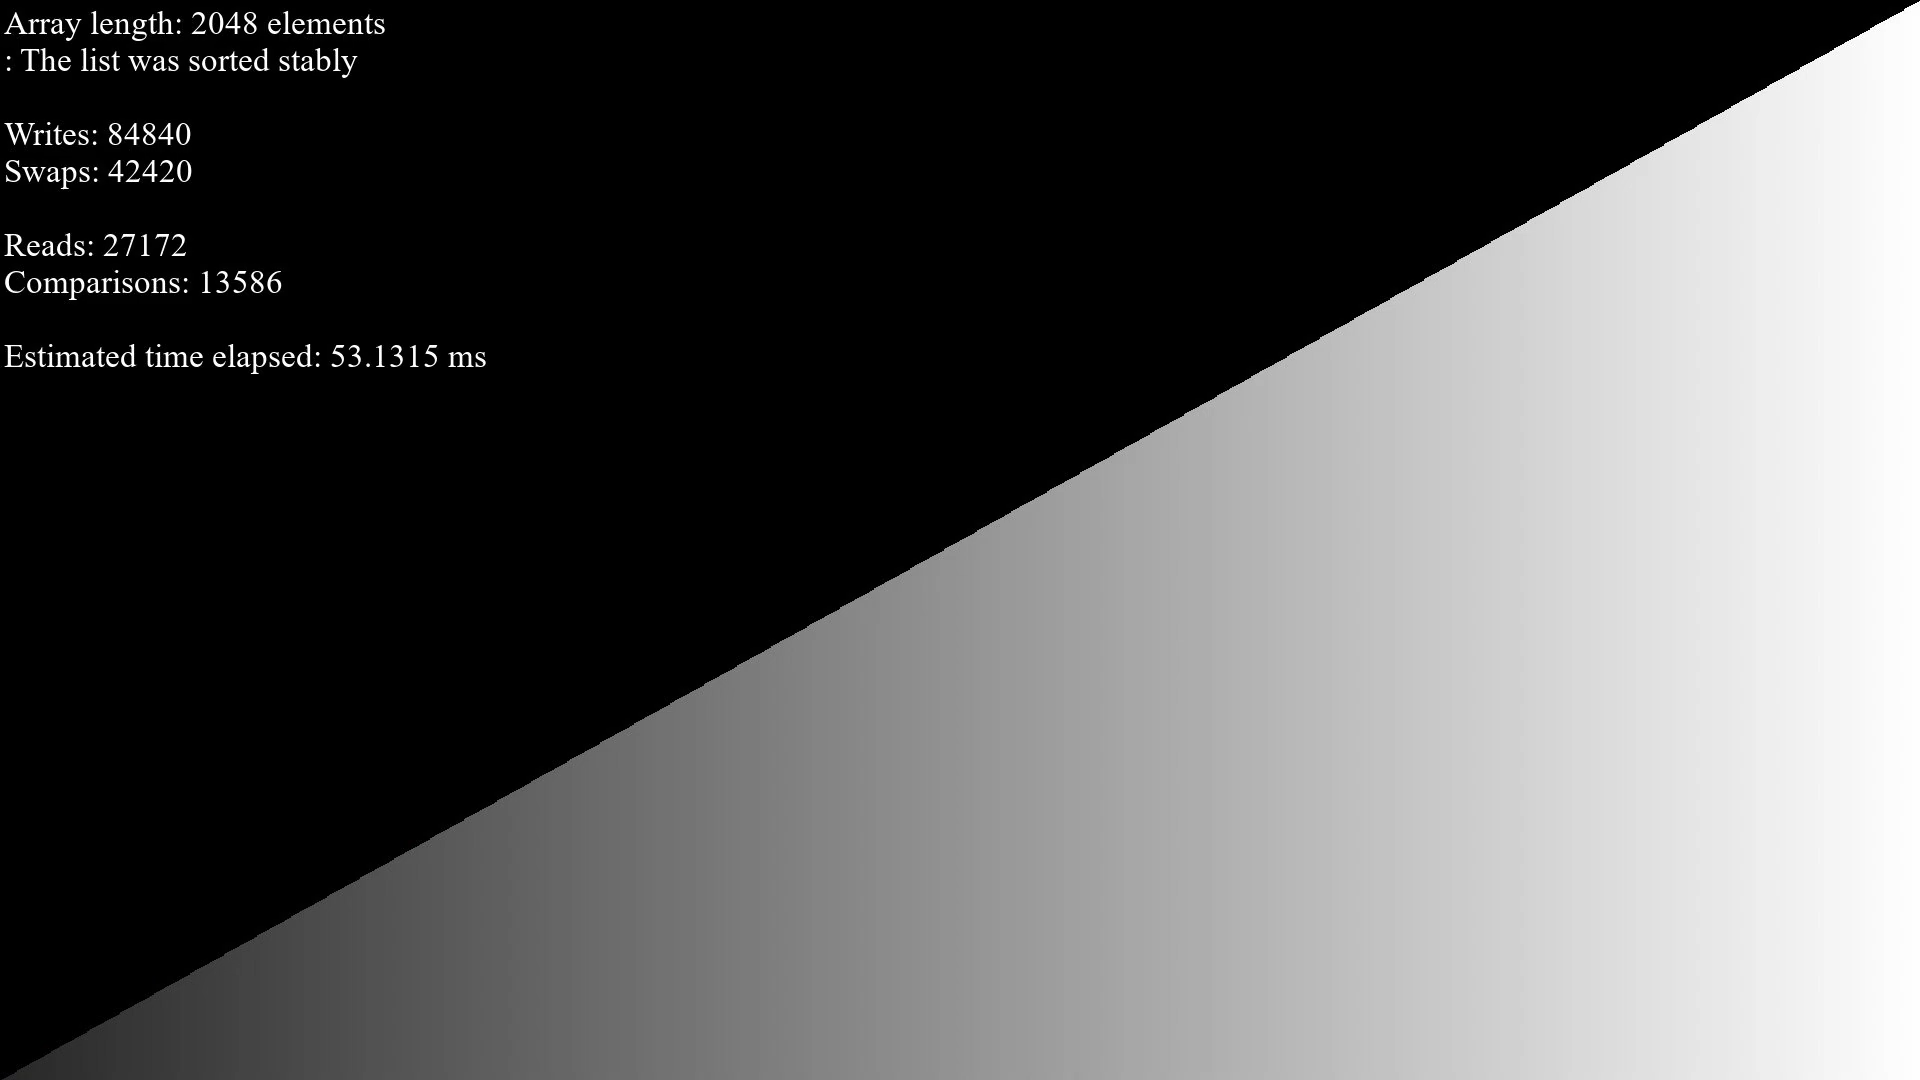 Array length: 2048 elements
: The list was sorted stably
Writes: 84840
Swaps: 42420
Reads: 27172
Comparisons: 13586
Estimated time elapsed: 53.1315 ms